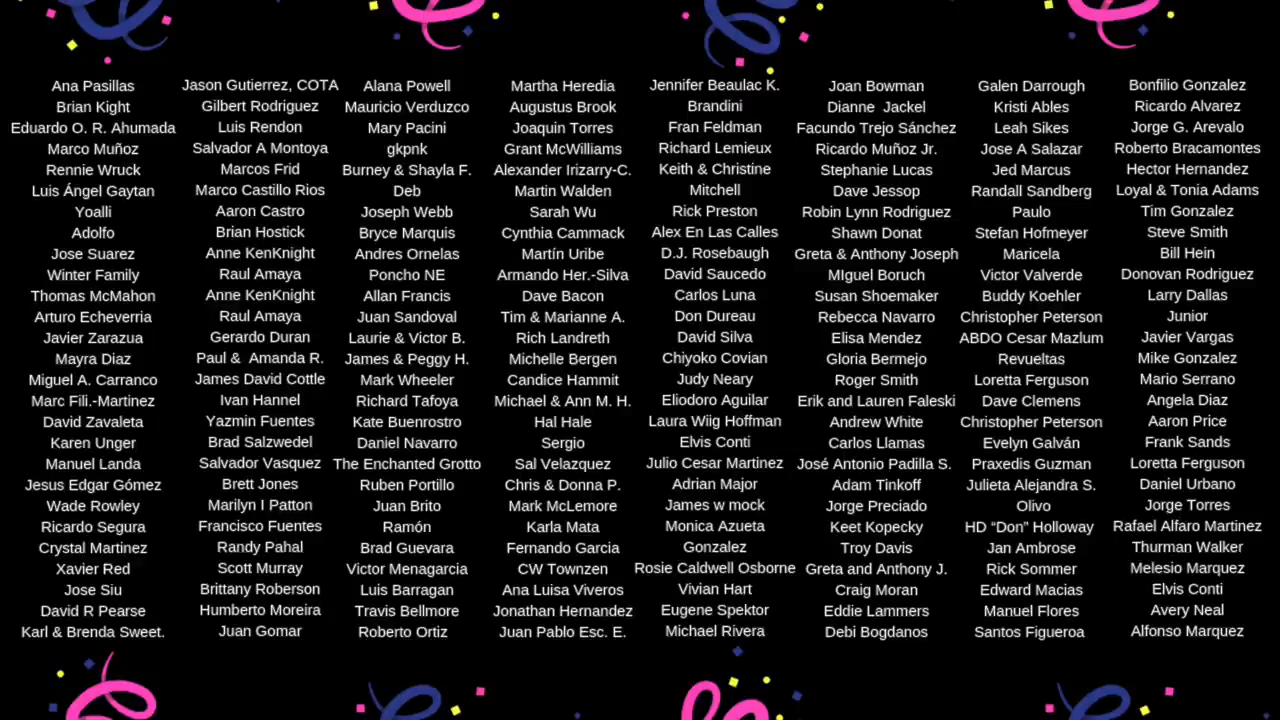 Ana Pasillas
Brian Kight
Eduardo O. R. Ahumada
Marco Muñoz
Rennie Wruck
Luis Ángel Gaytan
Yoalli
Adolfo
Jose Suarez
Winter Family
Thomas McMahon
Arturo Echeverria
Javier Zarazua
Mayra Diaz
Miguel A. Carranco
Marc Fili.-Martinez
David Zavaleta
Karen Unger
Manuel Landa
Jesus Edgar Gómez
Wade Rowley
Ricardo Segura
Crystal Martinez
Xavier Red
Jose Siu
David R Pearse
Karl & Brenda Sweet.
Jason Gutierrez, COTA
Gilbert Rodriguez
Luis Rendon
Salvador A Montoya
Marcos Frid
Marco Castillo Rios
Aaron Castro
Brian Hostick
Anne KenKnight
Raul Amaya
Anne KenKnight
Raul Amaya
Gerardo Duran
Paul &  Amanda R.
James David Cottle
Ivan Hannel
Yazmin Fuentes
Brad Salzwedel
Salvador Vasquez
Brett Jones
Marilyn I Patton
Francisco Fuentes
Randy Pahal
Scott Murray
Brittany Roberson
Humberto Moreira
Juan Gomar
Alana Powell
Mauricio Verduzco
Mary Pacini
gkpnk
Burney & Shayla F.
Deb
Joseph Webb
Bryce Marquis
Andres Ornelas
Poncho NE
Allan Francis
Juan Sandoval
Laurie & Victor B.
James & Peggy H.
Mark Wheeler
Richard Tafoya
Kate Buenrostro
Daniel Navarro
The Enchanted Grotto
Ruben Portillo
Juan Brito
Ramón
Brad Guevara
Victor Menagarcia
Luis Barragan
Travis Bellmore
Roberto Ortiz
Martha Heredia
Augustus Brook
Joaquin Torres
Grant McWilliams
Alexander Irizarry-C.
Martin Walden
Sarah Wu
Cynthia Cammack
Martín Uribe
Armando Her.-Silva
Dave Bacon
Tim & Marianne A.
Rich Landreth
Michelle Bergen
Candice Hammit
Michael & Ann M. H.
Hal Hale
Sergio
Sal Velazquez
Chris & Donna P.
Mark McLemore
Karla Mata
Fernando Garcia
CW Townzen
Ana Luisa Viveros
Jonathan Hernandez
Juan Pablo Esc. E.
Jennifer Beaulac K.
Brandini
Fran Feldman
Richard Lemieux
Keith & Christine
Mitchell
Rick Preston
Alex En Las Calles
D.J. Rosebaugh
David Saucedo
Carlos Luna
Don Dureau
David Silva
Chiyoko Covian
Judy Neary
Eliodoro Aguilar
Laura Wiig Hoffman
Elvis Conti
Julio Cesar Martinez
Adrian Major
James w mock
Monica Azueta
Gonzalez
Rosie Caldwell Osborne
Vivian Hart
Eugene Spektor
Michael Rivera
Joan Bowman
Dianne  Jackel
Facundo Trejo Sánchez
Ricardo Muñoz Jr.
Stephanie Lucas
Dave Jessop
Robin Lynn Rodriguez
Shawn Donat
Greta & Anthony Joseph
MIguel Boruch
Susan Shoemaker
Rebecca Navarro
Elisa Mendez
Gloria Bermejo
Roger Smith
Erik and Lauren Faleski
Andrew White
Carlos Llamas
José Antonio Padilla S.
Adam Tinkoff
Jorge Preciado
Keet Kopecky
Troy Davis
Greta and Anthony J.
Craig Moran
Eddie Lammers
Debi Bogdanos
Galen Darrough
Kristi Ables
Leah Sikes
Jose A Salazar
Jed Marcus
Randall Sandberg
Paulo
Stefan Hofmeyer
Maricela
Victor Valverde
Buddy Koehler
Christopher Peterson
ABDO Cesar Mazlum
Revueltas
Loretta Ferguson
Dave Clemens
Christopher Peterson
Evelyn Galván
Praxedis Guzman
Julieta Alejandra S.
Olivo
HD “Don” Holloway
Jan Ambrose
Rick Sommer
Edward Macias
Manuel Flores
Santos Figueroa
Bonfilio Gonzalez
Ricardo Alvarez
Jorge G. Arevalo
Roberto Bracamontes
Hector Hernandez
Loyal & Tonia Adams
Tim Gonzalez
Steve Smith
Bill Hein
Donovan Rodriguez
Larry Dallas
Junior
Javier Vargas
Mike Gonzalez
Mario Serrano
Angela Diaz
Aaron Price
Frank Sands
Loretta Ferguson
Daniel Urbano
Jorge Torres
Rafael Alfaro Martinez
Thurman Walker
Melesio Marquez
Elvis Conti
Avery Neal
Alfonso Marquez